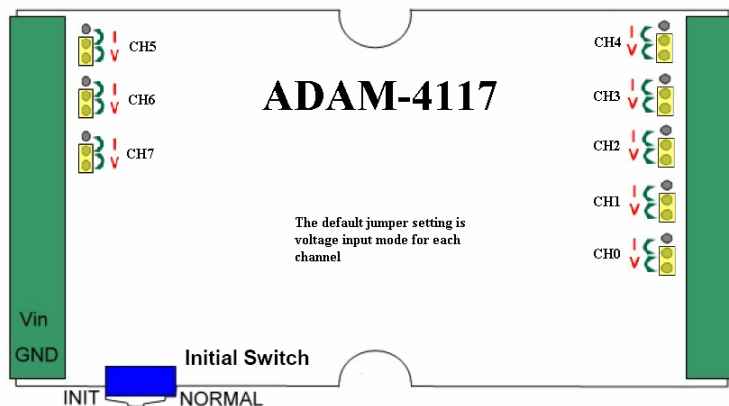 I
V
CH5
I
V
CH6
I
V
CH7
ADAM-4117
CH4
I
V
CH3
I
V
CH2
I
V
CH1
I
V
CH0
I
V
The default jumper setting is
voltage input mode for each
channel
Vin
GND
Initial Switch
INIT
NORMAL